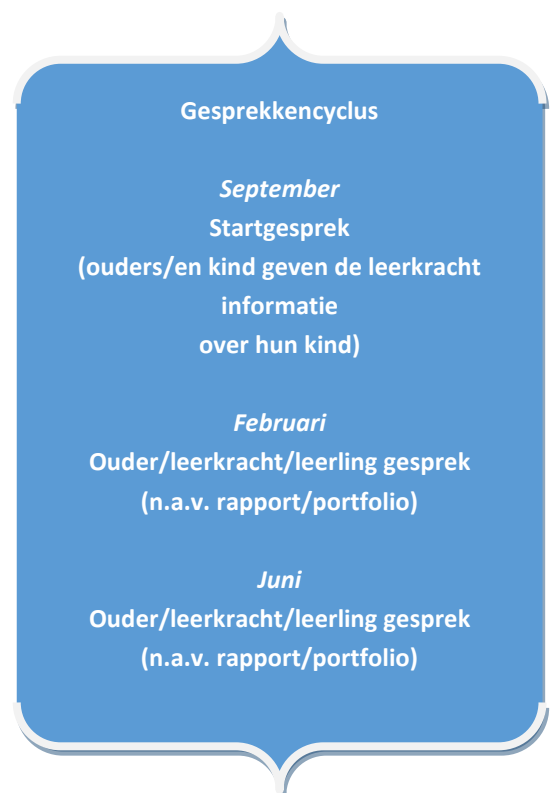 Gesprekkencyclus
September
Startgesprek
(ouders/en kind geven de leerkracht
informatie
over hun kind)
Februari
Ouder/leerkracht/leerling gesprek
(n.a.v. rapport/portfolio)
Juni
Ouder/leerkracht/leerling gesprek
(n.a.v. rapport/portfolio)